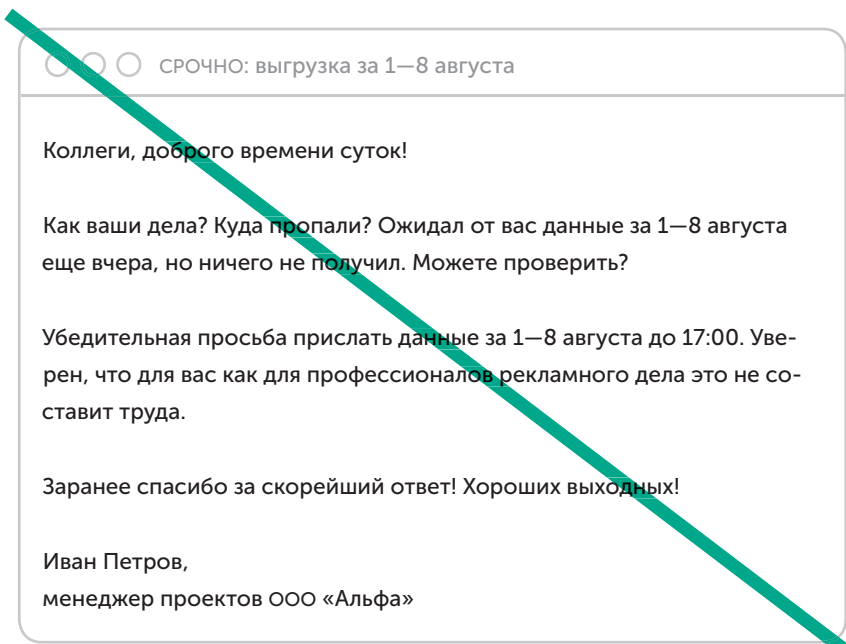 СРОЧНО: выгрузка за 1—8 августа
Коллеги, доброго времени суток!
Как ваши дела? Куда пропали? Ожидал от вас данные за 1—8 августа
еще вчера, но ничего не получил. Можете проверить?
Убедительная просьба прислать данные за 1—8 августа до 17:00. Уве-
рен, что для вас как для профессионалов рекламного дела это не со-
ставит труда.
Заранее спасибо за скорейший ответ! Хороших выходных!
Иван Петров,
менеджер проектов ООО «Альфа»